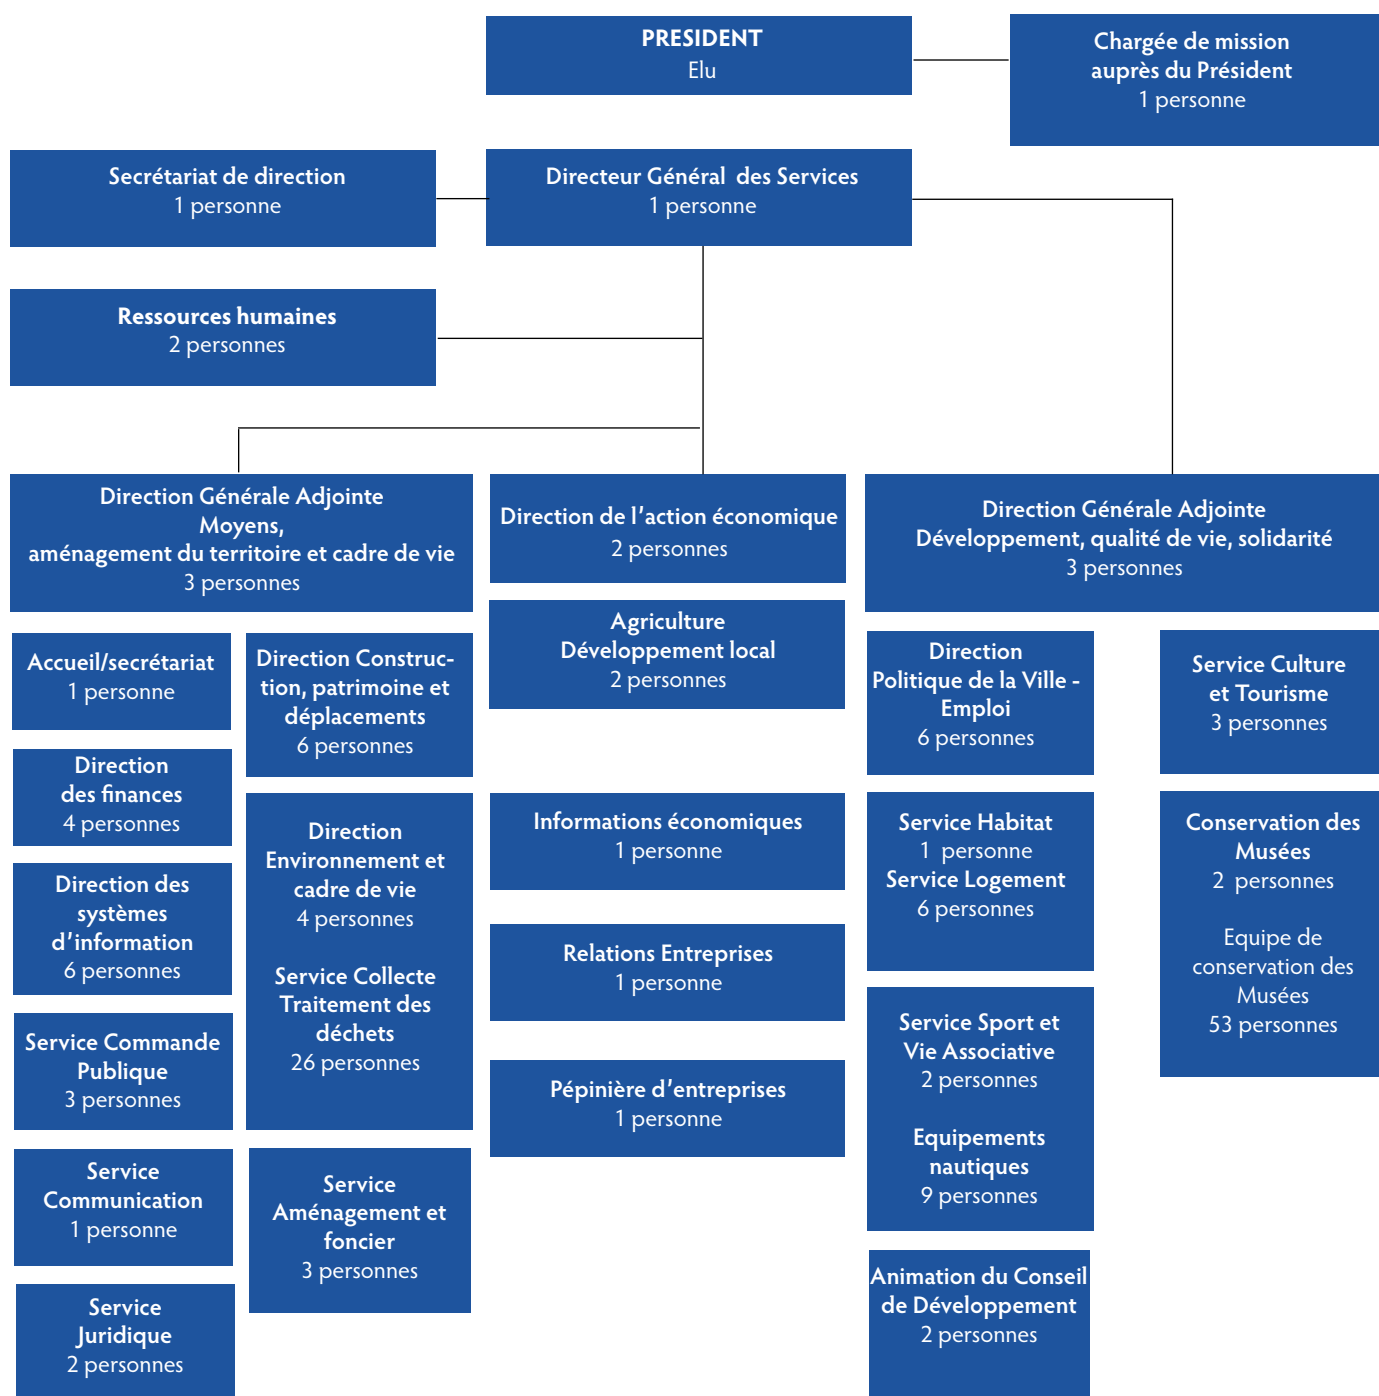 PRESIDENT
Elu
Chargée de mission
auprès du Président
1 personne
Secrétariat de direction
1 personne
Directeur Général des Services
1 personne
Ressources humaines
2 personnes
Direction Générale Adjointe
Moyens,
aménagement du territoire et cadre de vie
3 personnes
Direction de l'action économique
2 personnes
Direction Générale Adjointe
Développement, qualité de vie, solidarité
3 personnes
Accueil/secrétariat
1 personne
Direction
des finances
4 personnes
Direction des
systèmes
d'information
6 personnes
Service Commande
Publique
3 personnes
Service
Communication
1 personne
Service
Juridique
2 personnes
Direction Construc-
tion, patrimoine et
déplacements
6 personnes
Direction
Environnement et
cadre de vie
4 personnes
Service Collecte
Traitement des
déchets
26 personnes
Service
Aménagement et
foncier
3 personnes
Agriculture
Développement local
2 personnes
Informations économiques
1 personne
Relations Entreprises
1 personne
Pépinière d'entreprises
1 personne
Direction
Politique de la Ville -
Emploi
6 personnes
Service Habitat
1 personne
Service Logement
6 personnes
Service Sport et
Vie Associative
2 personnes
Equipements
nautiques
9 personnes
Animation du Conseil
de Développement
2 personnes
Service Culture
et Tourisme
3 personnes
Conservation des
Musées
2 personnes
Equipe de
conservation des
Musées
53 personnes